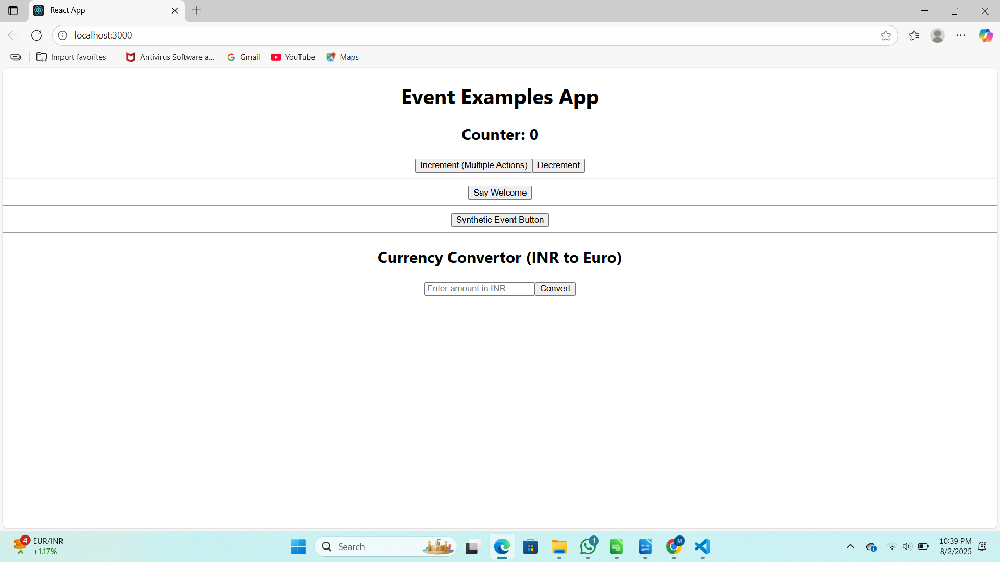 React App
localhost:3000
Import favorites
Antivirus Software a...
Gmail
YouTube
Maps
Event Examples App
Counter: 0
Increment (Multiple Actions) Decrement
Say Welcome
Synthetic Event Button
Currency Convertor (INR to Euro)
Enter amount in INR Convert
4
EUR/INR
+1.17%
Search
1
M
10:39 PM
8/2/2025